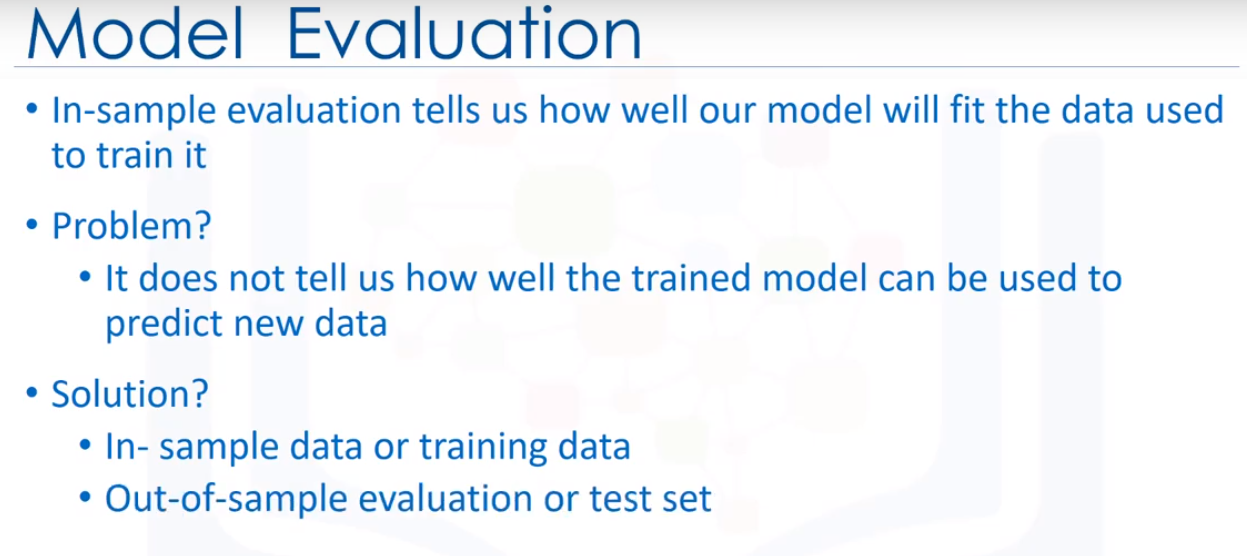 Model Evaluation
• In-sample evaluation tells us how well our model will fit the data used
to train it
• Problem?
• It does not tell us how well the trained model can be used to
predict new data
• Solution?
• In- sample data or training data
• Out-of-sample evaluation or test set